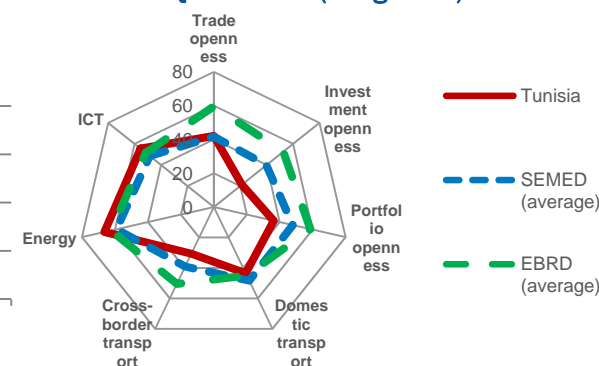 Trade
openn
ess
80
60
40
20
0
Invest
ment
openn
ess
Portfol
io
openn
ess
Domes
tic
transp
ort
Cross-
border
transp
ort
Energy
ICT
Tunisia
SEMED
(average)
EBRD
(average)